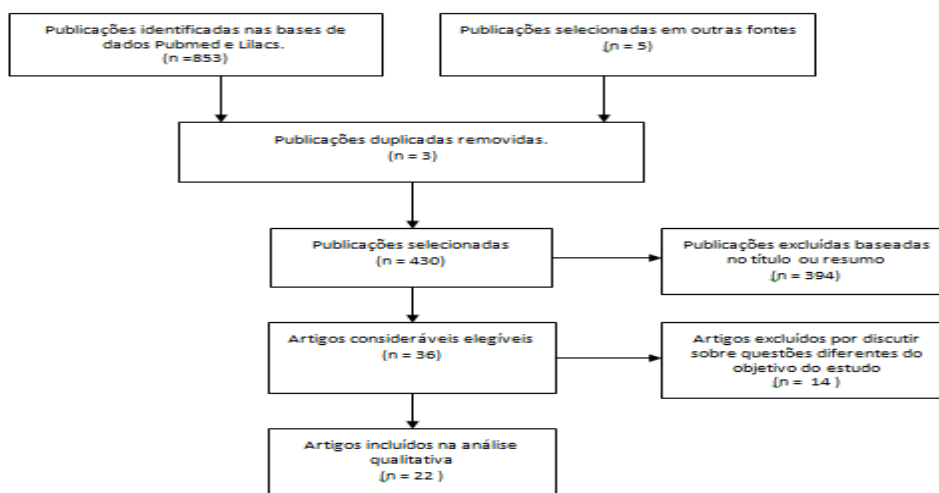 Publicações identificadas nas bases de
dados Pubmed e Lilacs.
(n =853)
Publicações selecionadas em outras fontes
(n = 5)
Publicações duplicadas removidas.
(n = 3)
Publicações selecionadas
(n = 430)
Publicações excluídas baseadas
no título ou resumo
(n = 394)
Artigos consideráveis elegíveis
(n = 36)
Artigos excluídos por discutir
sobre questões diferentes do
objetivo do estudo
(n = 14 )
Artigos incluídos na análise
qualitativa
(n = 22 )